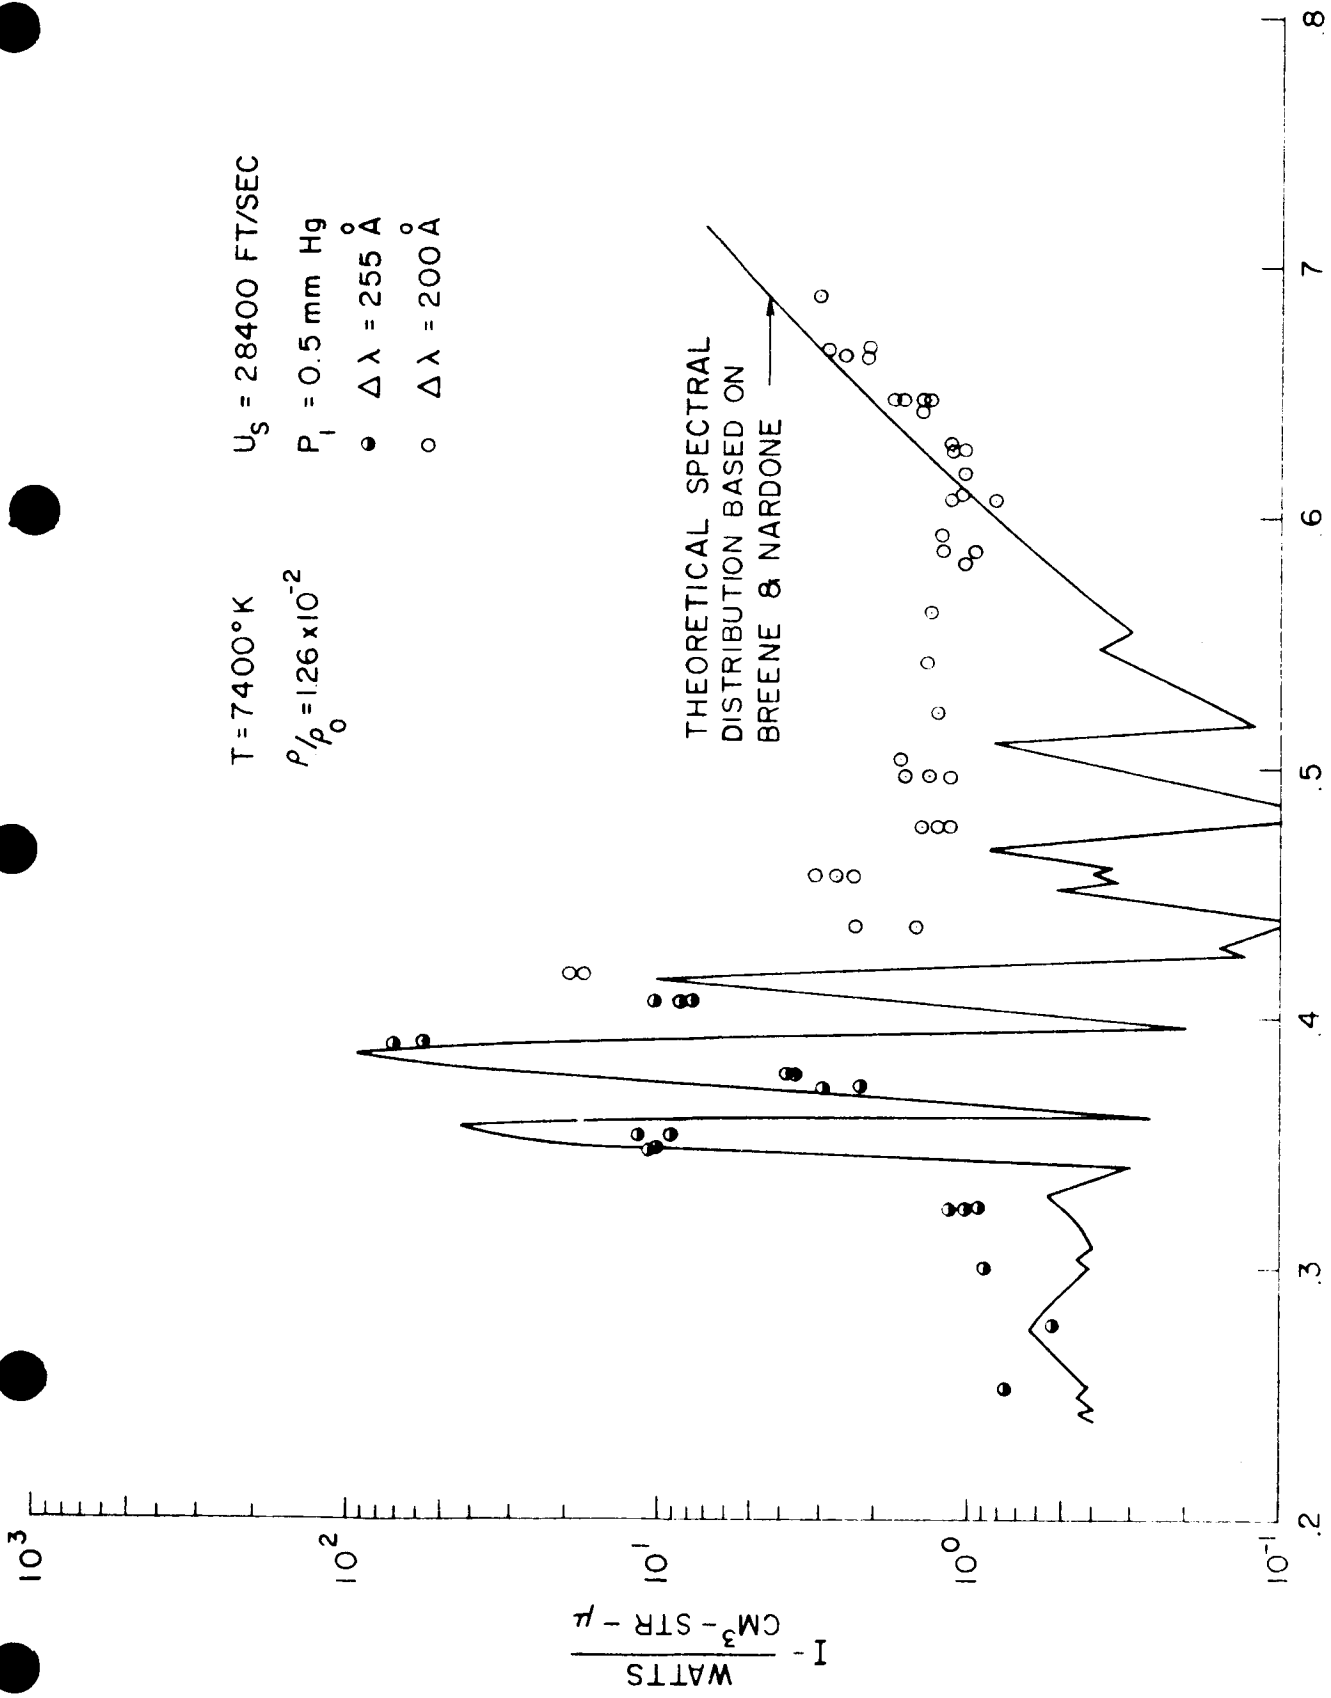 T = 7400°K
ρ/ρ₀ = 1.26 x 10⁻²
U_S = 28400 FT/SEC
P₁ = 0.5 mm Hg
◑ Δλ = 255 Å
○ Δλ = 200 Å
THEORETICAL SPECTRAL
DISTRIBUTION BASED ON
BREENE & NARDONE
10³
10²
10¹
10⁰
10⁻¹
I - WATTS
CM³ - STR - μ
.2 .3 .4 .5 .6 .7 .8